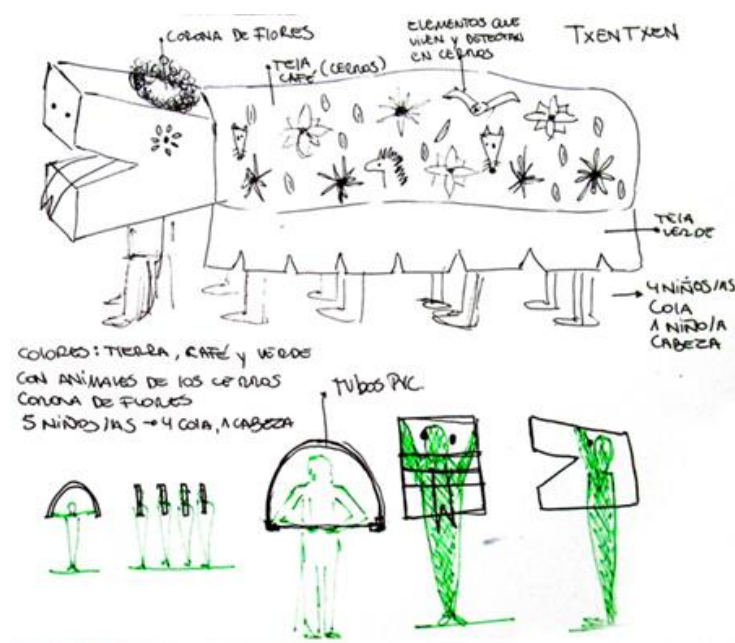 CORONA DE FLORES
TELA
CAFÉ (CERROS)
ELEMENTOS QUE
VIVEN Y DETECTAN
EN CERROS
TXENTXEN
TELA
VERDE
4 NIÑOS/AS
COLA
1 NIÑO/A
CABEZA
COLORES: TIERRA, CAFÉ Y VERDE
CON ANIMALES DE LOS CERROS
CORONA DE FLORES
5 NIÑOS/AS → 4 COLA, 1 CABEZA
TUBOS PVC